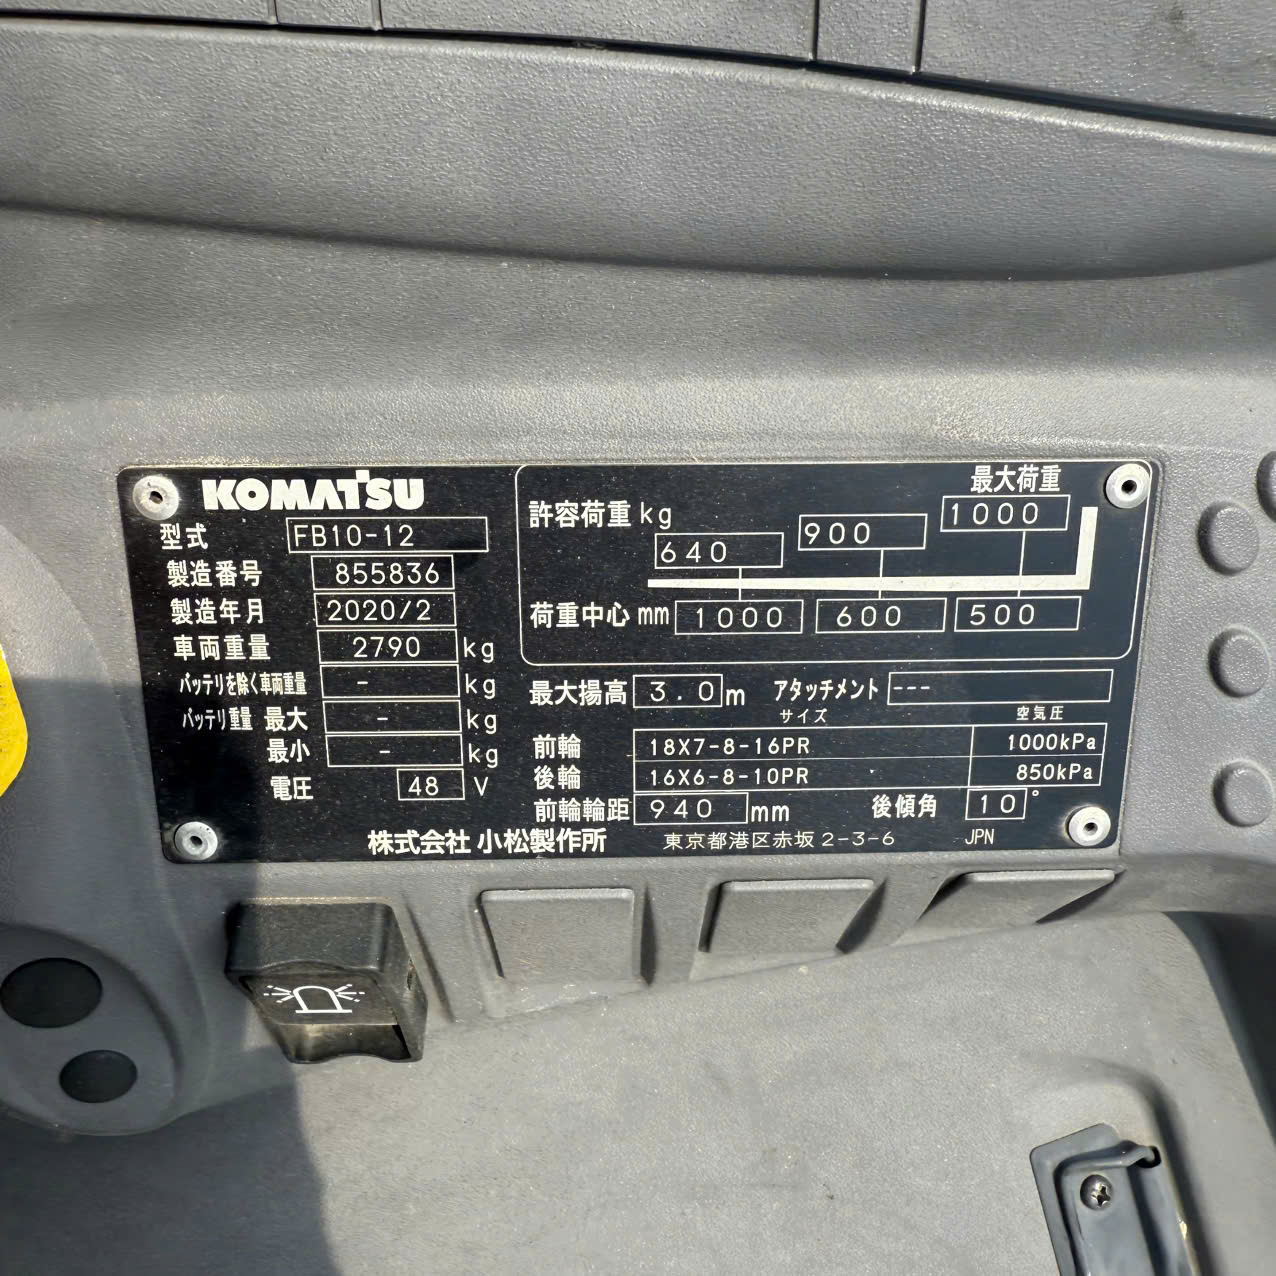 KOMATSU
型式 FB10-12
製造番号 855836
製造年月 2020/2
車両重量 2790 kg
バッテリを除く車両重量 - kg
バッテリ重量 最大 - kg
最小 - kg
電圧 48 V
最大荷重
許容荷重 kg 640 900 1000
荷重中心 mm 1000 600 500
最大揚高 3.0 m アタッチメント ---
サイズ 空気圧
前輪 18X7-8-16PR 1000kPa
後輪 16X6-8-10PR 850kPa
前輪輪距 940 mm 後傾角 10°
株式会社 小松製作所 東京都港区赤坂2-3-6 JPN